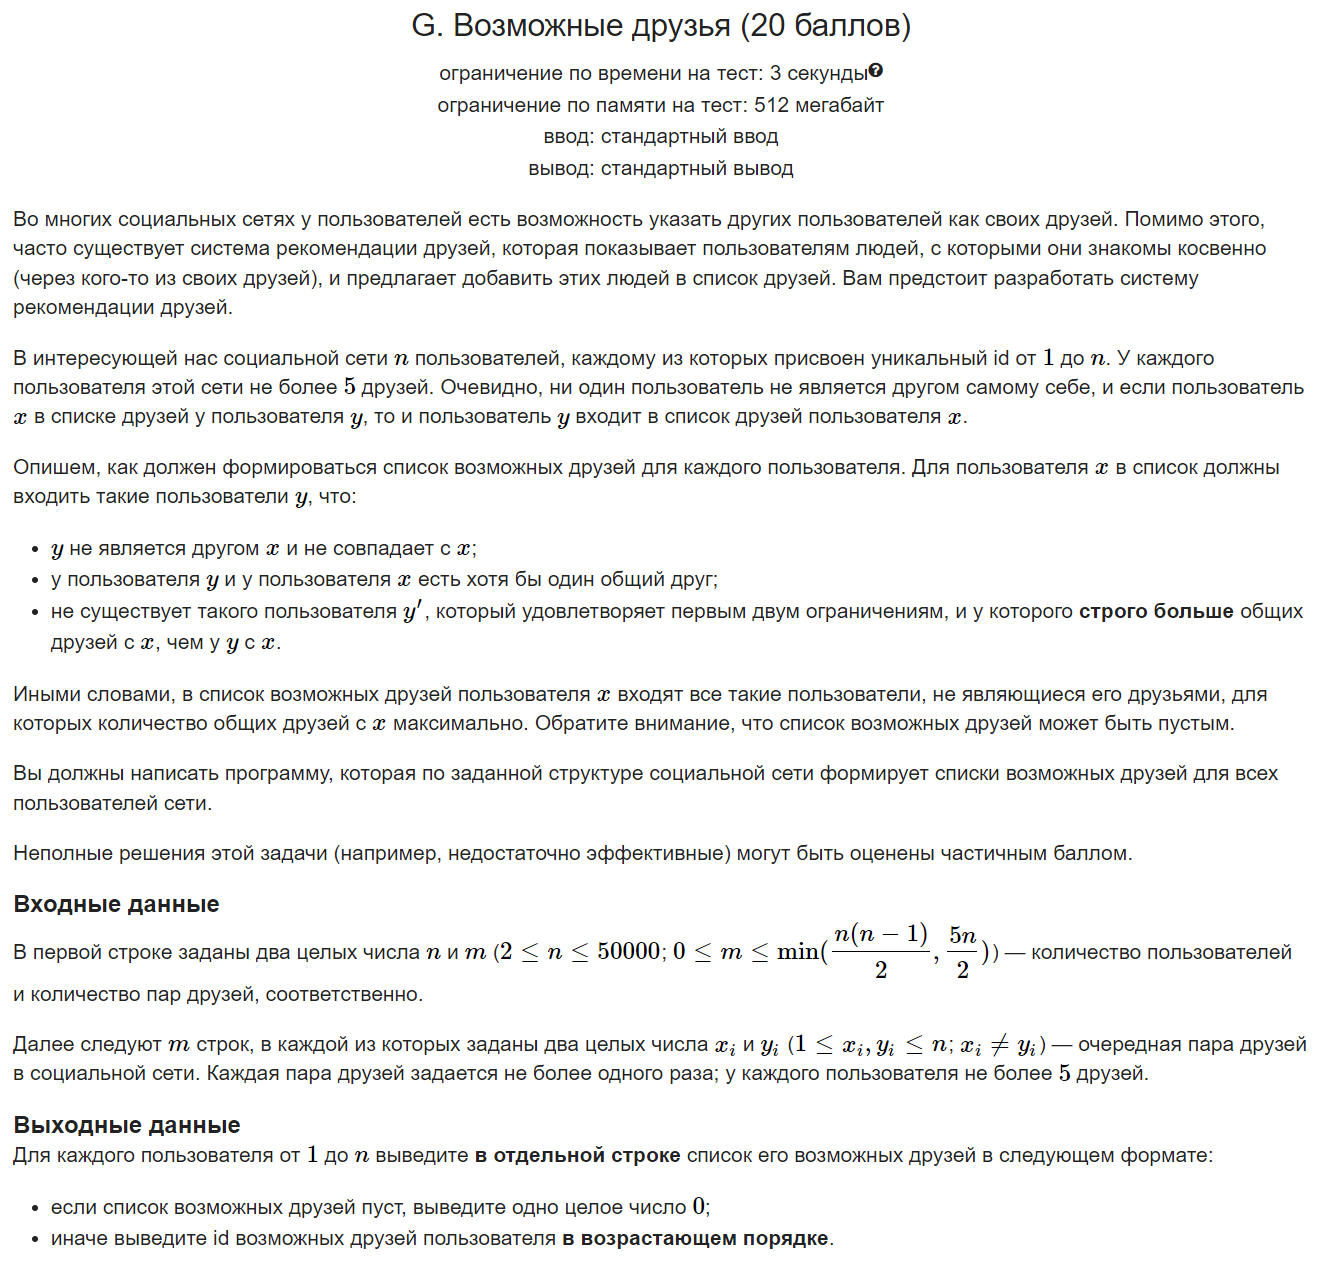 G. Возможные друзья (20 баллов)
ограничение по времени на тест: 3 секунды?
ограничение по памяти на тест: 512 мегабайт
ввод: стандартный ввод
вывод: стандартный вывод
Во многих социальных сетях у пользователей есть возможность указать других пользователей как своих друзей. Помимо этого,
часто существует система рекомендации друзей, которая показывает пользователям людей, с которыми они знакомы косвенно
(через кого-то из своих друзей), и предлагает добавить этих людей в список друзей. Вам предстоит разработать систему
рекомендации друзей.
В интересующей нас социальной сети n пользователей, каждому из которых присвоен уникальный id от 1 до n. У каждого
пользователя этой сети не более 5 друзей. Очевидно, ни один пользователь не является другом самому себе, и если пользователь
x в списке друзей у пользователя y, то и пользователь y входит в список друзей пользователя x.
Опишем, как должен формироваться список возможных друзей для каждого пользователя. Для пользователя x в список должны
входить такие пользователи y, что:
• y не является другом x и не совпадает с x;
• у пользователя y и у пользователя x есть хотя бы один общий друг;
• не существует такого пользователя y′, который удовлетворяет первым двум ограничениям, и у которого строго больше общих
друзей с x, чем у y с x.
Иными словами, в список возможных друзей пользователя x входят все такие пользователи, не являющиеся его друзьями, для
которых количество общих друзей с x максимально. Обратите внимание, что список возможных друзей может быть пустым.
Вы должны написать программу, которая по заданной структуре социальной сети формирует списки возможных друзей для всех
пользователей сети.
Неполные решения этой задачи (например, недостаточно эффективные) могут быть оценены частичным баллом.
Входные данные
В первой строке заданы два целых числа n и m (2 ≤ n ≤ 50000; 0 ≤ m ≤ min(n(n − 1)/2, 5n/2)) — количество пользователей
и количество пар друзей, соответственно.
Далее следуют m строк, в каждой из которых заданы два целых числа xᵢ и yᵢ (1 ≤ xᵢ, yᵢ ≤ n; xᵢ ≠ yᵢ) — очередная пара друзей
в социальной сети. Каждая пара друзей задается не более одного раза; у каждого пользователя не более 5 друзей.
Выходные данные
Для каждого пользователя от 1 до n выведите в отдельной строке список его возможных друзей в следующем формате:
• если список возможных друзей пуст, выведите одно целое число 0;
• иначе выведите id возможных друзей пользователя в возрастающем порядке.